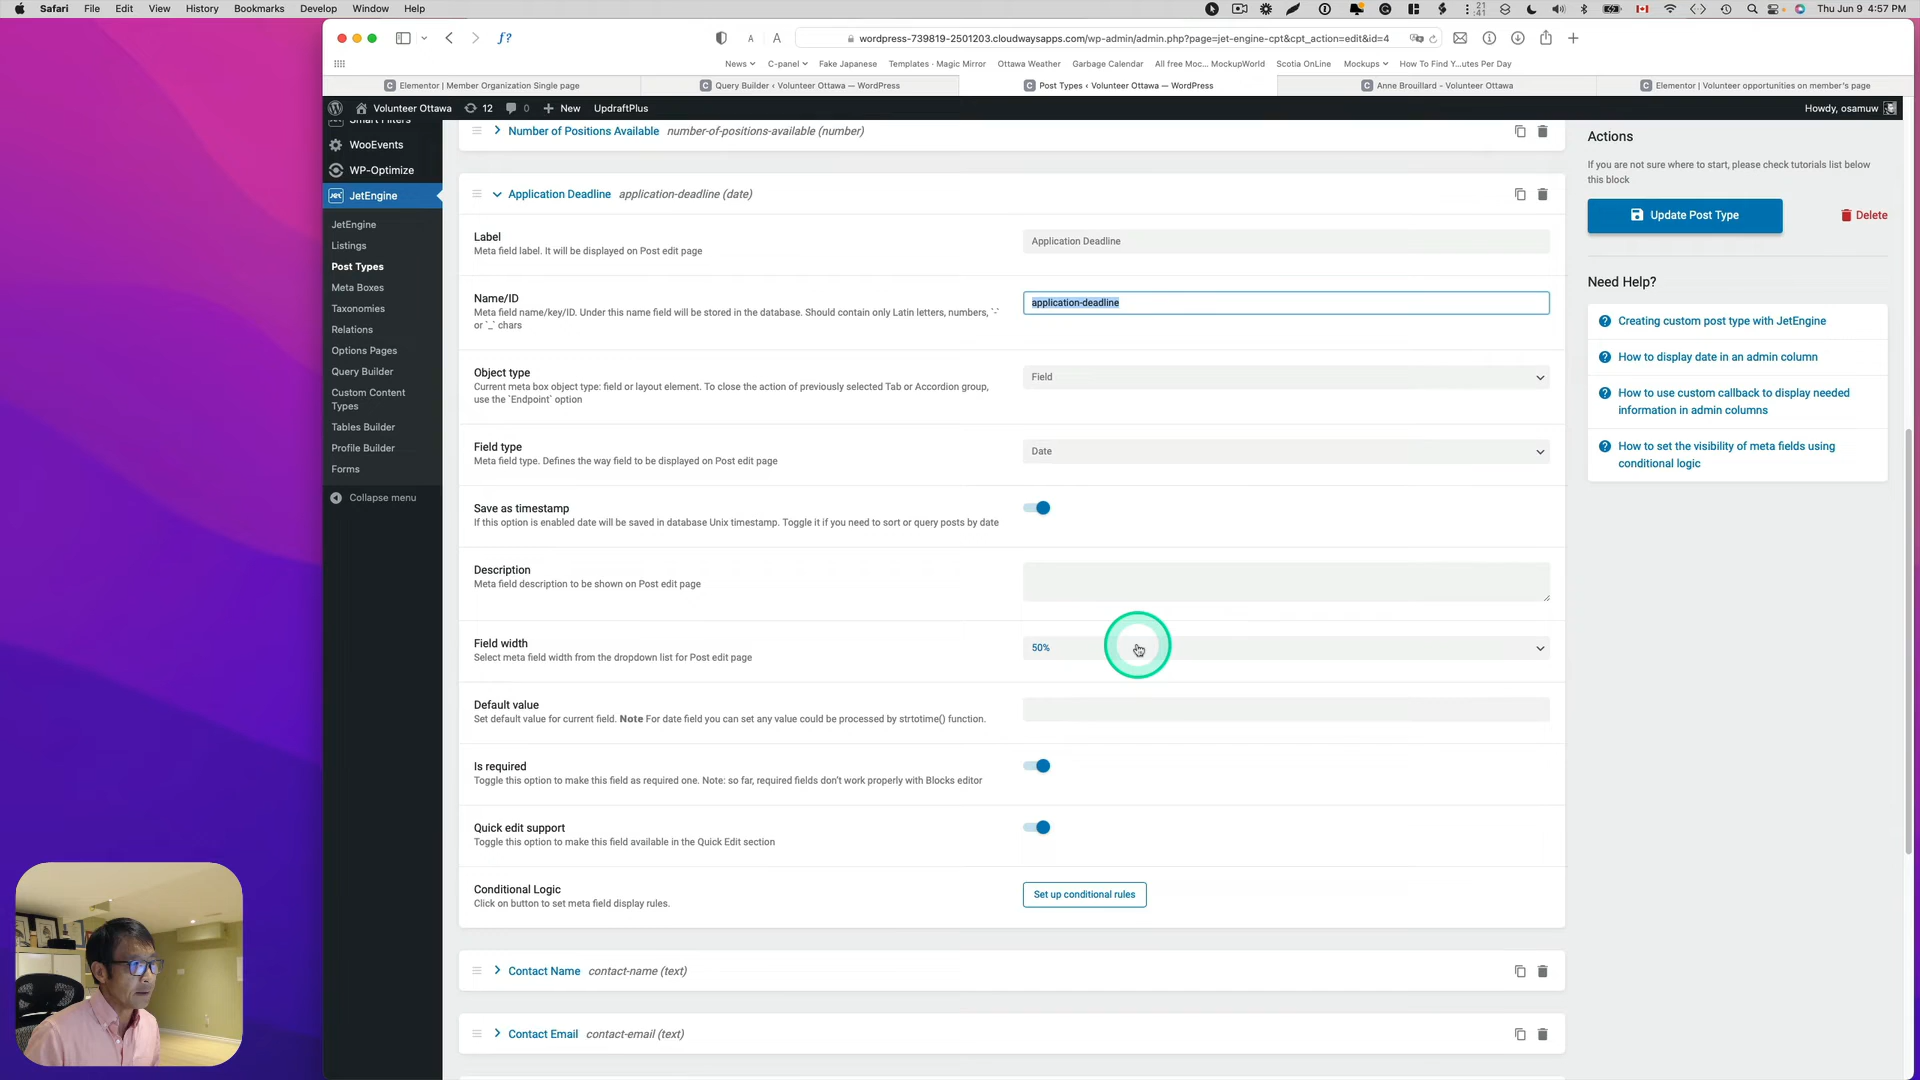 Safari File Edit View History Bookmarks Develop Window Help
21
41
Thu Jun 9 4:57 PM
wordpress-739819-2501203.cloudwaysapps.com/wp-admin/admin.php?page=jet-engine-cpt&cpt_action=edit&id=4
News C-panel Fake Japanese Templates - Magic Mirror Ottawa Weather Garbage Calendar All free Moc... MockupWorld Scotia OnLine Mockups How To Find Y...utes Per Day
Elementor | Member Organization Single page
Query Builder ‹ Volunteer Ottawa — WordPress
Post Types ‹ Volunteer Ottawa — WordPress
Anne Brouillard - Volunteer Ottawa
Elementor | Volunteer opportunities on member's page
Volunteer Ottawa 12 0 New UpdraftPlus
Howdy, osamuw
Smart Filters
WooEvents
WP-Optimize
JetEngine
JetEngine
Listings
Post Types
Meta Boxes
Taxonomies
Relations
Options Pages
Query Builder
Custom Content
Types
Tables Builder
Profile Builder
Forms
Collapse menu
Number of Positions Available number-of-positions-available (number)
Application Deadline application-deadline (date)
Label
Meta field label. It will be displayed on Post edit page
Application Deadline
Name/ID
Meta field name/key/ID. Under this name field will be stored in the database. Should contain only Latin letters, numbers, `-`
or `_` chars
application-deadline
Object type
Current meta box object type: field or layout element. To close the action of previously selected Tab or Accordion group,
use the `Endpoint` option
Field
Field type
Meta field type. Defines the way field to be displayed on Post edit page
Date
Save as timestamp
If this option is enabled date will be saved in database Unix timestamp. Toggle it if you need to sort or query posts by date
Description
Meta field description to be shown on Post edit page
Field width
Select meta field width from the dropdown list for Post edit page
50%
Default value
Set default value for current field. Note For date field you can set any value could be processed by strtotime() function.
Is required
Toggle this option to make this field as required one. Note: so far, required fields don't work properly with Blocks editor
Quick edit support
Toggle this option to make this field available in the Quick Edit section
Conditional Logic
Click on button to set meta field display rules.
Set up conditional rules
Contact Name contact-name (text)
Contact Email contact-email (text)
Actions
If you are not sure where to start, please check tutorials list below
this block
Update Post Type
Delete
Need Help?
Creating custom post type with JetEngine
How to display date in an admin column
How to use custom callback to display needed
information in admin columns
How to set the visibility of meta fields using
conditional logic